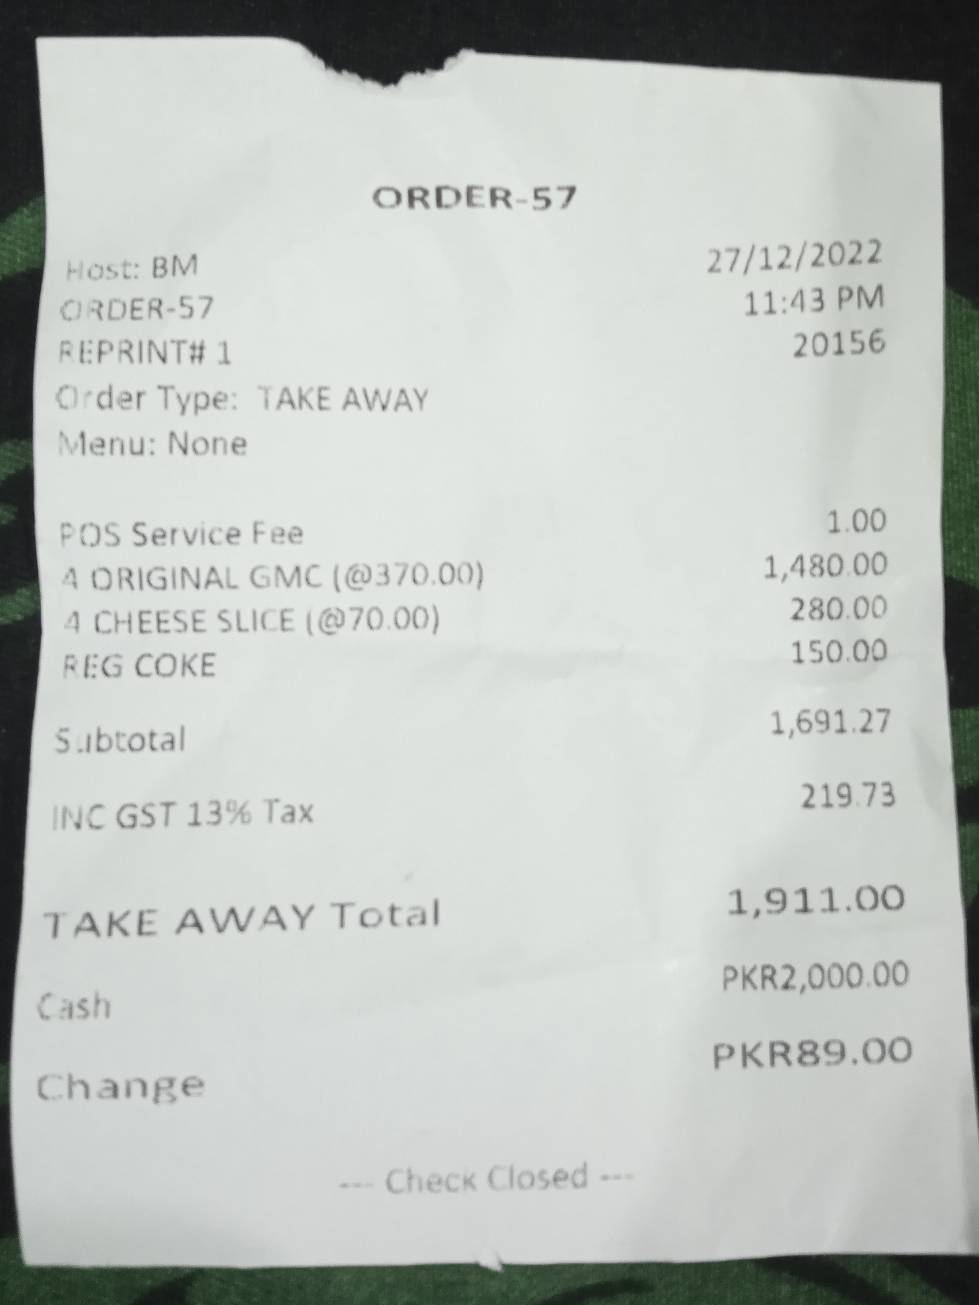 ORDER-57
Host: BM 27/12/2022
ORDER-57 11:43 PM
REPRINT# 1 20156
Order Type: TAKE AWAY
Menu: None
POS Service Fee 1.00
4 ORIGINAL GMC (@370.00) 1,480.00
4 CHEESE SLICE (@70.00) 280.00
REG COKE 150.00
Subtotal 1,691.27
INC GST 13% Tax 219.73
TAKE AWAY Total 1,911.00
Cash PKR2,000.00
Change PKR89.00
--- Check Closed ---